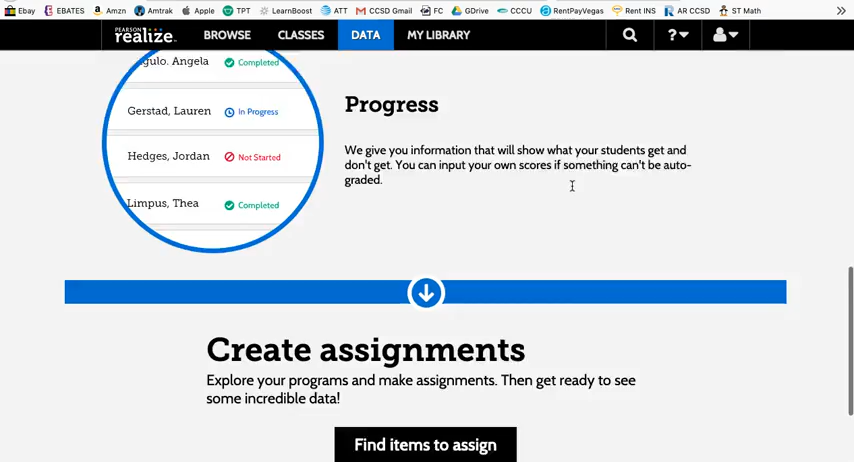 Ebay EBATES Amzn Amtrak Apple TPT LearnBoost ATT CCSD Gmail FC GDrive CCCU RentPayVegas Rent INS AR CCSD ST Math
PEARSON
realize™ BROWSE CLASSES DATA MY LIBRARY ?
gulo. Angela Completed
Gerstad, Lauren In Progress
Hedges, Jordan Not Started
Limpus, Thea Completed
Progress
We give you information that will show what your students get and
don't get. You can input your own scores if something can't be auto-
graded.
Create assignments
Explore your programs and make assignments. Then get ready to see
some incredible data!
Find items to assign